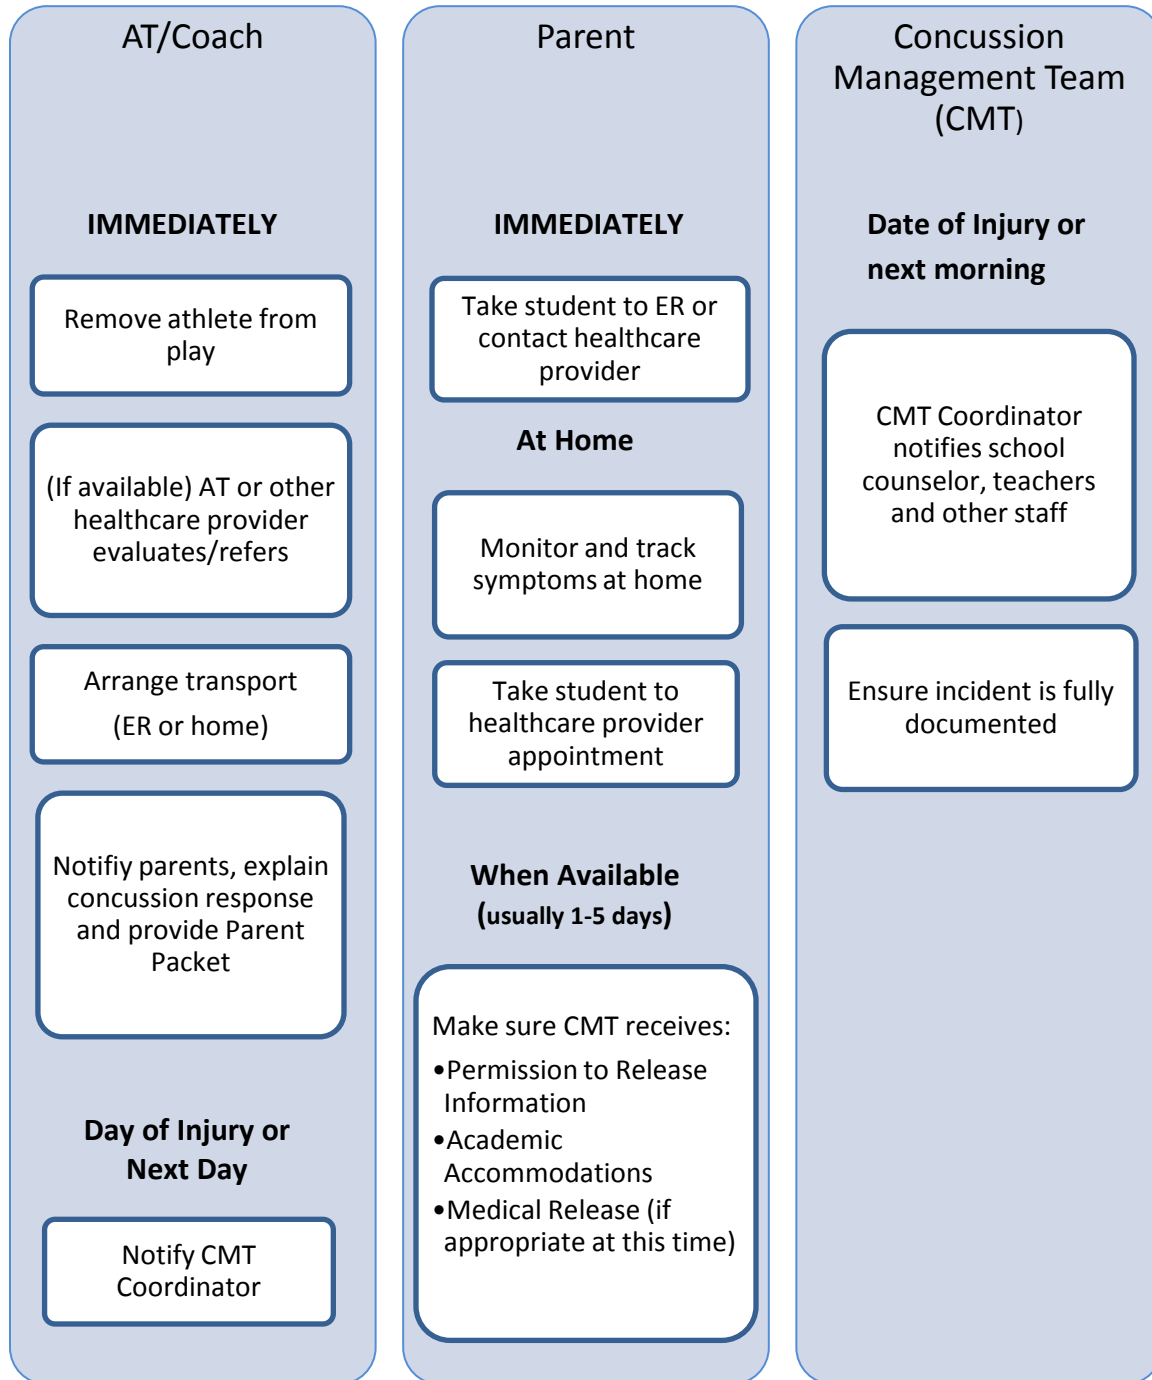 AT/Coach
IMMEDIATELY
Remove athlete from
play
(If available) AT or other
healthcare provider
evaluates/refers
Arrange transport
(ER or home)
Notifiy parents, explain
concussion response
and provide Parent
Packet
Day of Injury or
Next Day
Notify CMT
Coordinator
Parent
IMMEDIATELY
Take student to ER or
contact healthcare
provider
At Home
Monitor and track
symptoms at home
Take student to
healthcare provider
appointment
When Available
(usually 1-5 days)
Make sure CMT receives:
•Permission to Release
Information
•Academic
Accommodations
•Medical Release (if
appropriate at this time)
Concussion
Management Team
(CMT)
Date of Injury or
next morning
CMT Coordinator
notifies school
counselor, teachers
and other staff
Ensure incident is fully
documented